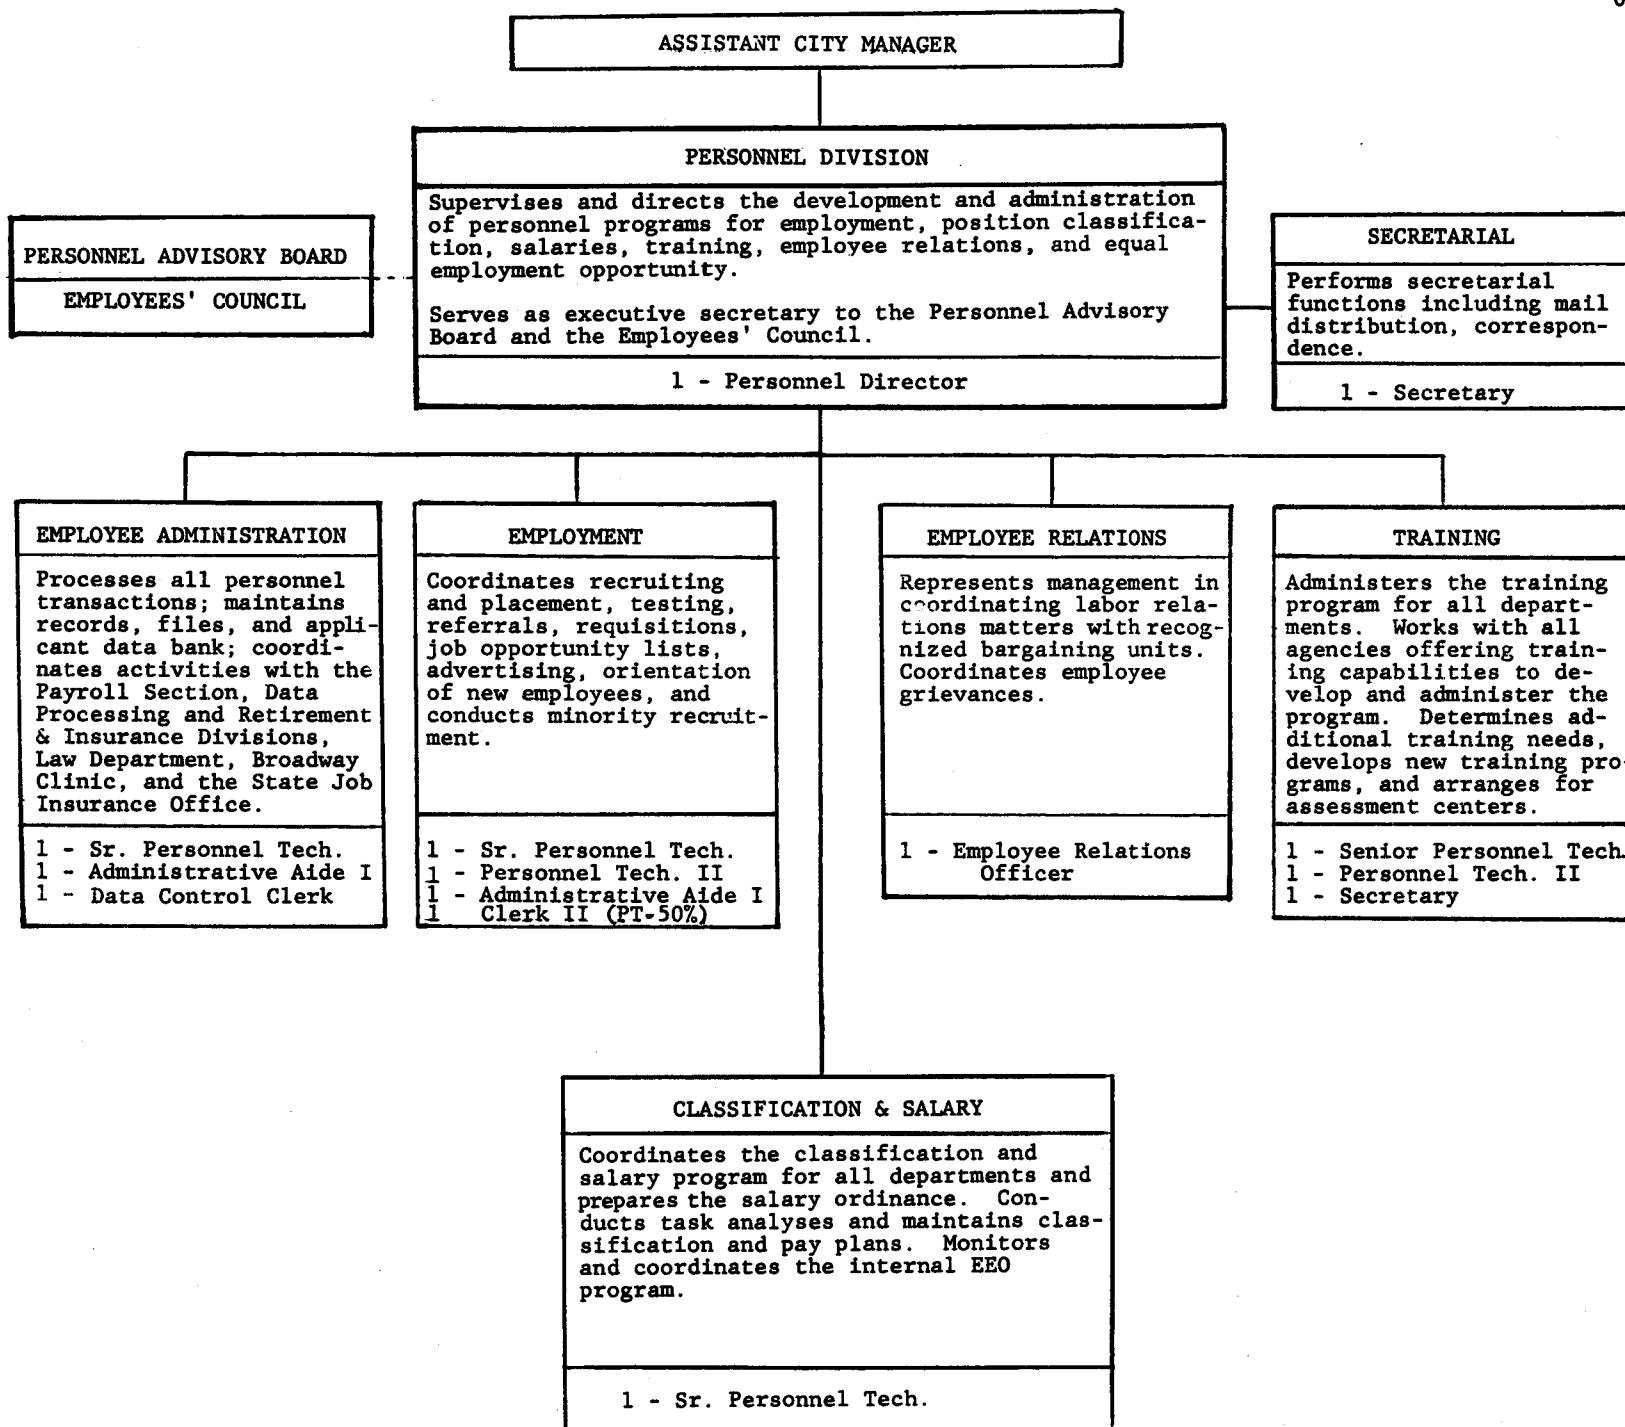 ASSISTANT CITY MANAGER
PERSONNEL DIVISION
Supervises and directs the development and administration
of personnel programs for employment, position classifica-
tion, salaries, training, employee relations, and equal
employment opportunity.
Serves as executive secretary to the Personnel Advisory
Board and the Employees' Council.
1 - Personnel Director
PERSONNEL ADVISORY BOARD
EMPLOYEES' COUNCIL
SECRETARIAL
Performs secretarial
functions including mail
distribution, correspon-
dence.
1 - Secretary
EMPLOYEE ADMINISTRATION
Processes all personnel
transactions; maintains
records, files, and appli-
cant data bank; coordi-
nates activities with the
Payroll Section, Data
Processing and Retirement
& Insurance Divisions,
Law Department, Broadway
Clinic, and the State Job
Insurance Office.
1 - Sr. Personnel Tech.
1 - Administrative Aide I
1 - Data Control Clerk
EMPLOYMENT
Coordinates recruiting
and placement, testing,
referrals, requisitions,
job opportunity lists,
advertising, orientation
of new employees, and
conducts minority recruit-
ment.
1 - Sr. Personnel Tech.
1 - Personnel Tech. II
1 - Administrative Aide I
1 Clerk II (PT-50%)
EMPLOYEE RELATIONS
Represents management in
coordinating labor rela-
tions matters with recog-
nized bargaining units.
Coordinates employee
grievances.
1 - Employee Relations
Officer
TRAINING
Administers the training
program for all depart-
ments. Works with all
agencies offering train-
ing capabilities to de-
velop and administer the
program. Determines ad-
ditional training needs,
develops new training pro-
grams, and arranges for
assessment centers.
1 - Senior Personnel Tech.
1 - Personnel Tech. II
1 - Secretary
CLASSIFICATION & SALARY
Coordinates the classification and
salary program for all departments and
prepares the salary ordinance. Con-
ducts task analyses and maintains clas-
sification and pay plans. Monitors
and coordinates the internal EEO
program.
1 - Sr. Personnel Tech.